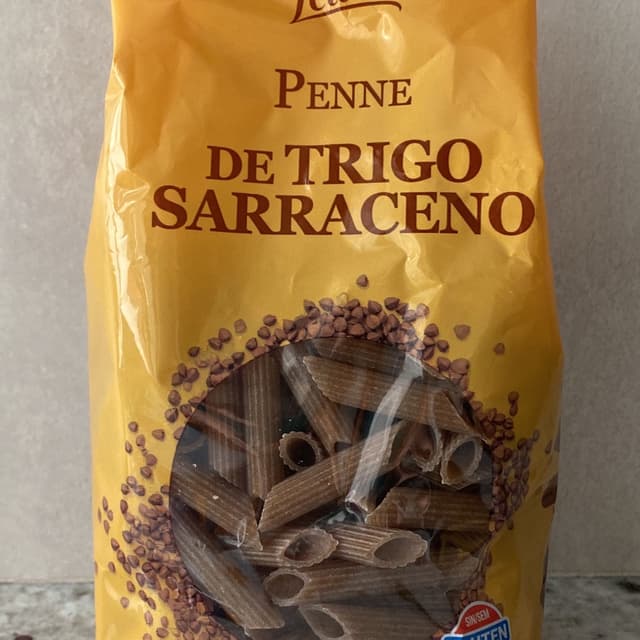 PENNE
DE TRIGO
SARRACENO
SIN/SEM